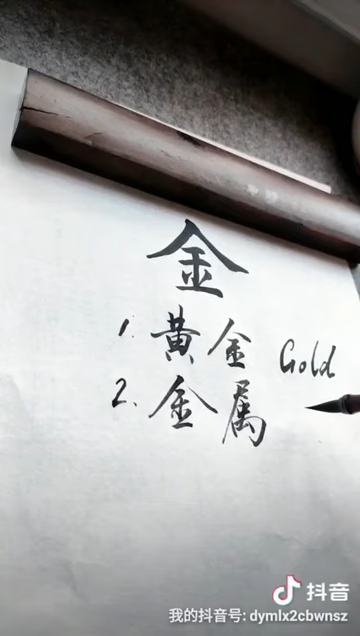 金
1. 黄金 Gold
2. 金属
抖音
我的抖音号: dymlx2cbwnsz